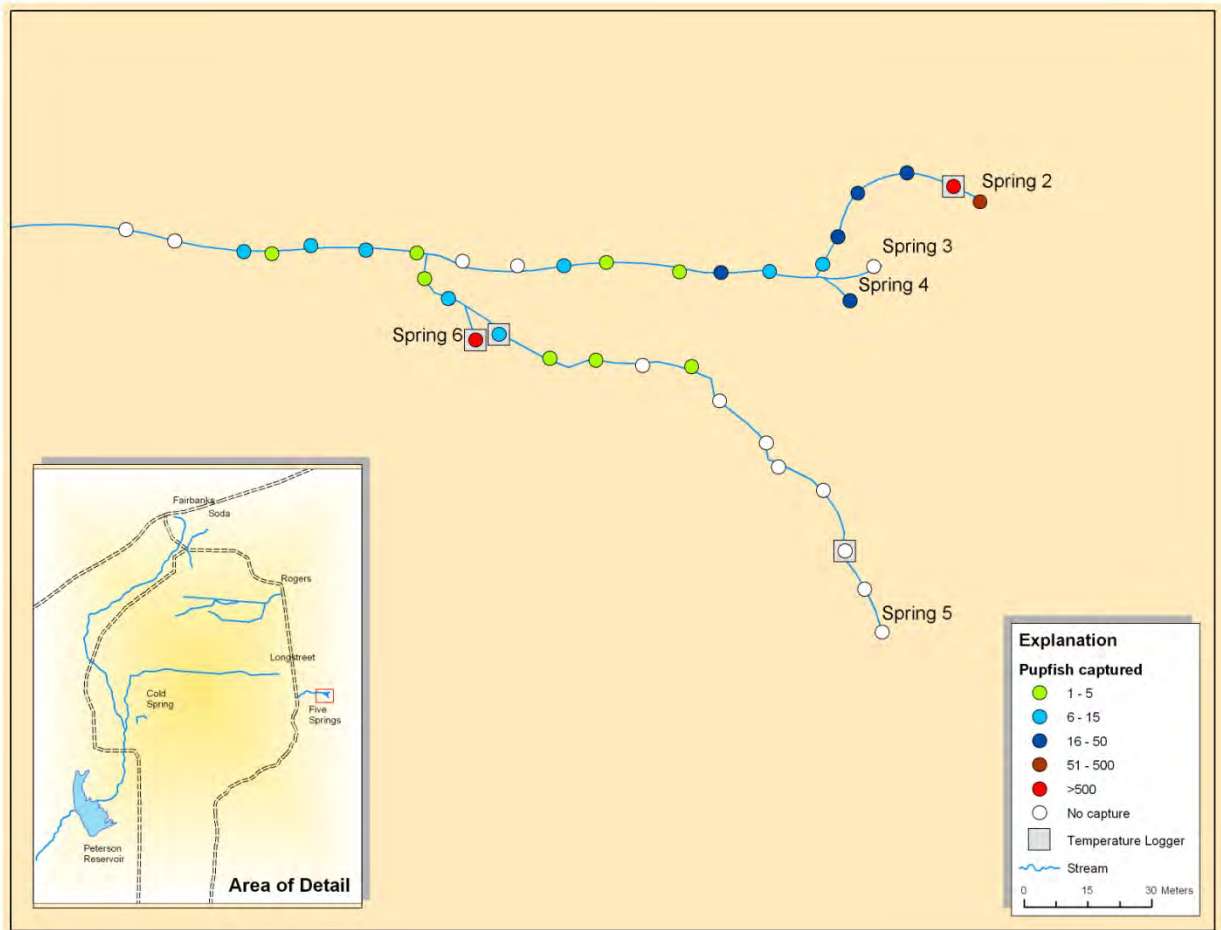 Spring 2
Spring 3
Spring 4
Spring 6
Spring 5
Fairbanks
Soda
Rogers
Longstreet
Cold
Spring
Five
Springs
Peterson
Reservoir
Area of Detail
Explanation
Pupfish captured
1 - 5
6 - 15
16 - 50
51 - 500
>500
No capture
Temperature Logger
Stream
0 15 30 Meters